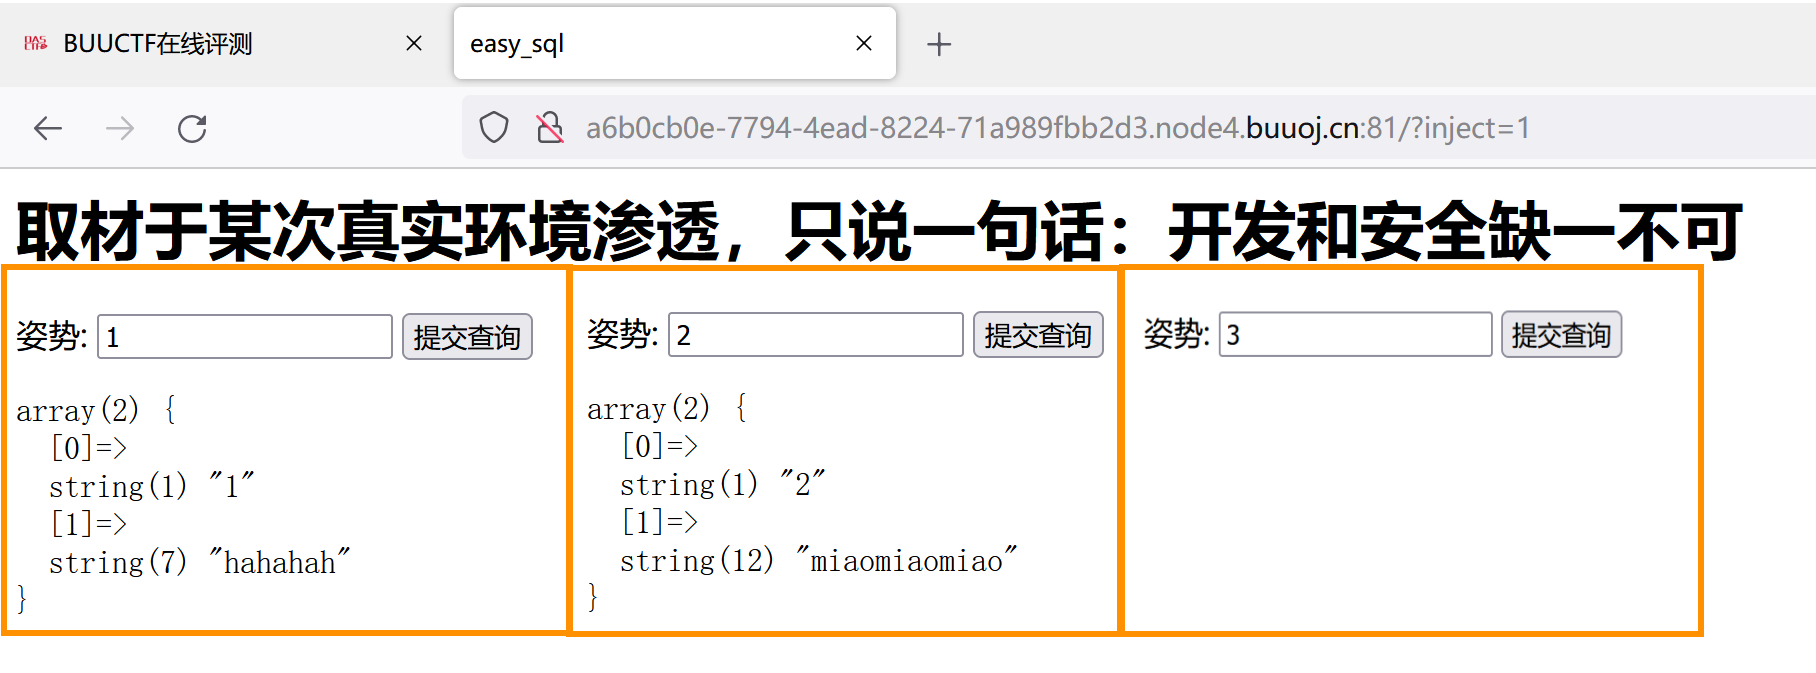 BUUCTF在线评测
easy_sql
a6b0cb0e-7794-4ead-8224-71a989fbb2d3.node4.buuoj.cn:81/?inject=1
取材于某次真实环境渗透，只说一句话：开发和安全缺一不可
姿势: 1 提交查询
array(2) {
  [0]=>
  string(1) "1"
  [1]=>
  string(7) "hahahah"
}
姿势: 2 提交查询
array(2) {
  [0]=>
  string(1) "2"
  [1]=>
  string(12) "miaomiaomiao"
}
姿势: 3 提交查询